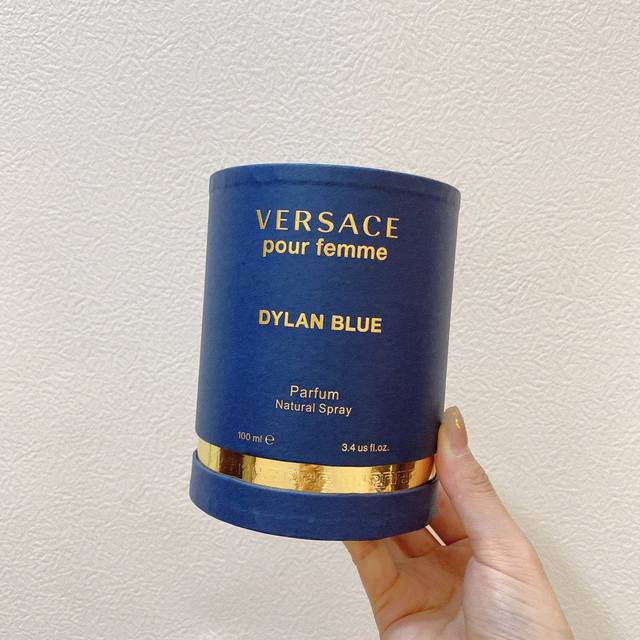 VERSACE
pour femme
DYLAN BLUE
Parfum
Natural Spray
100 ml ℮
3.4 us fl.oz.